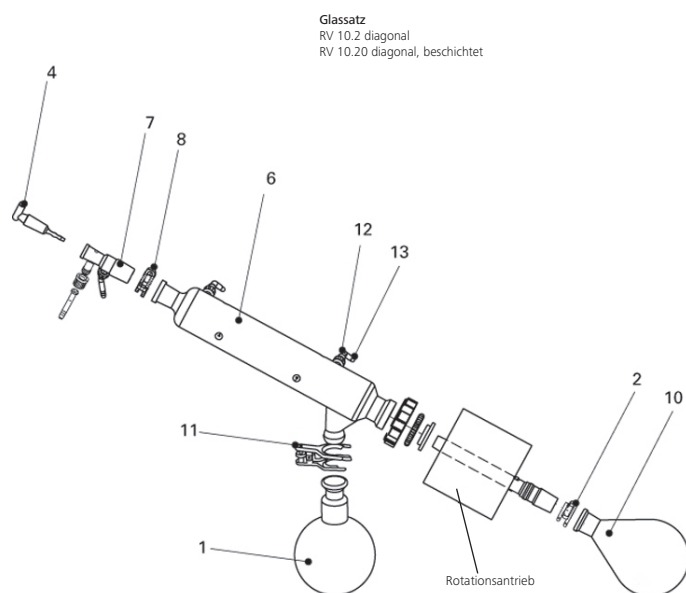 Glassatz
RV 10.2 diagonal
RV 10.20 diagonal, beschichtet
4
7
8
6
12
13
2
10
11
1
Rotationsantrieb